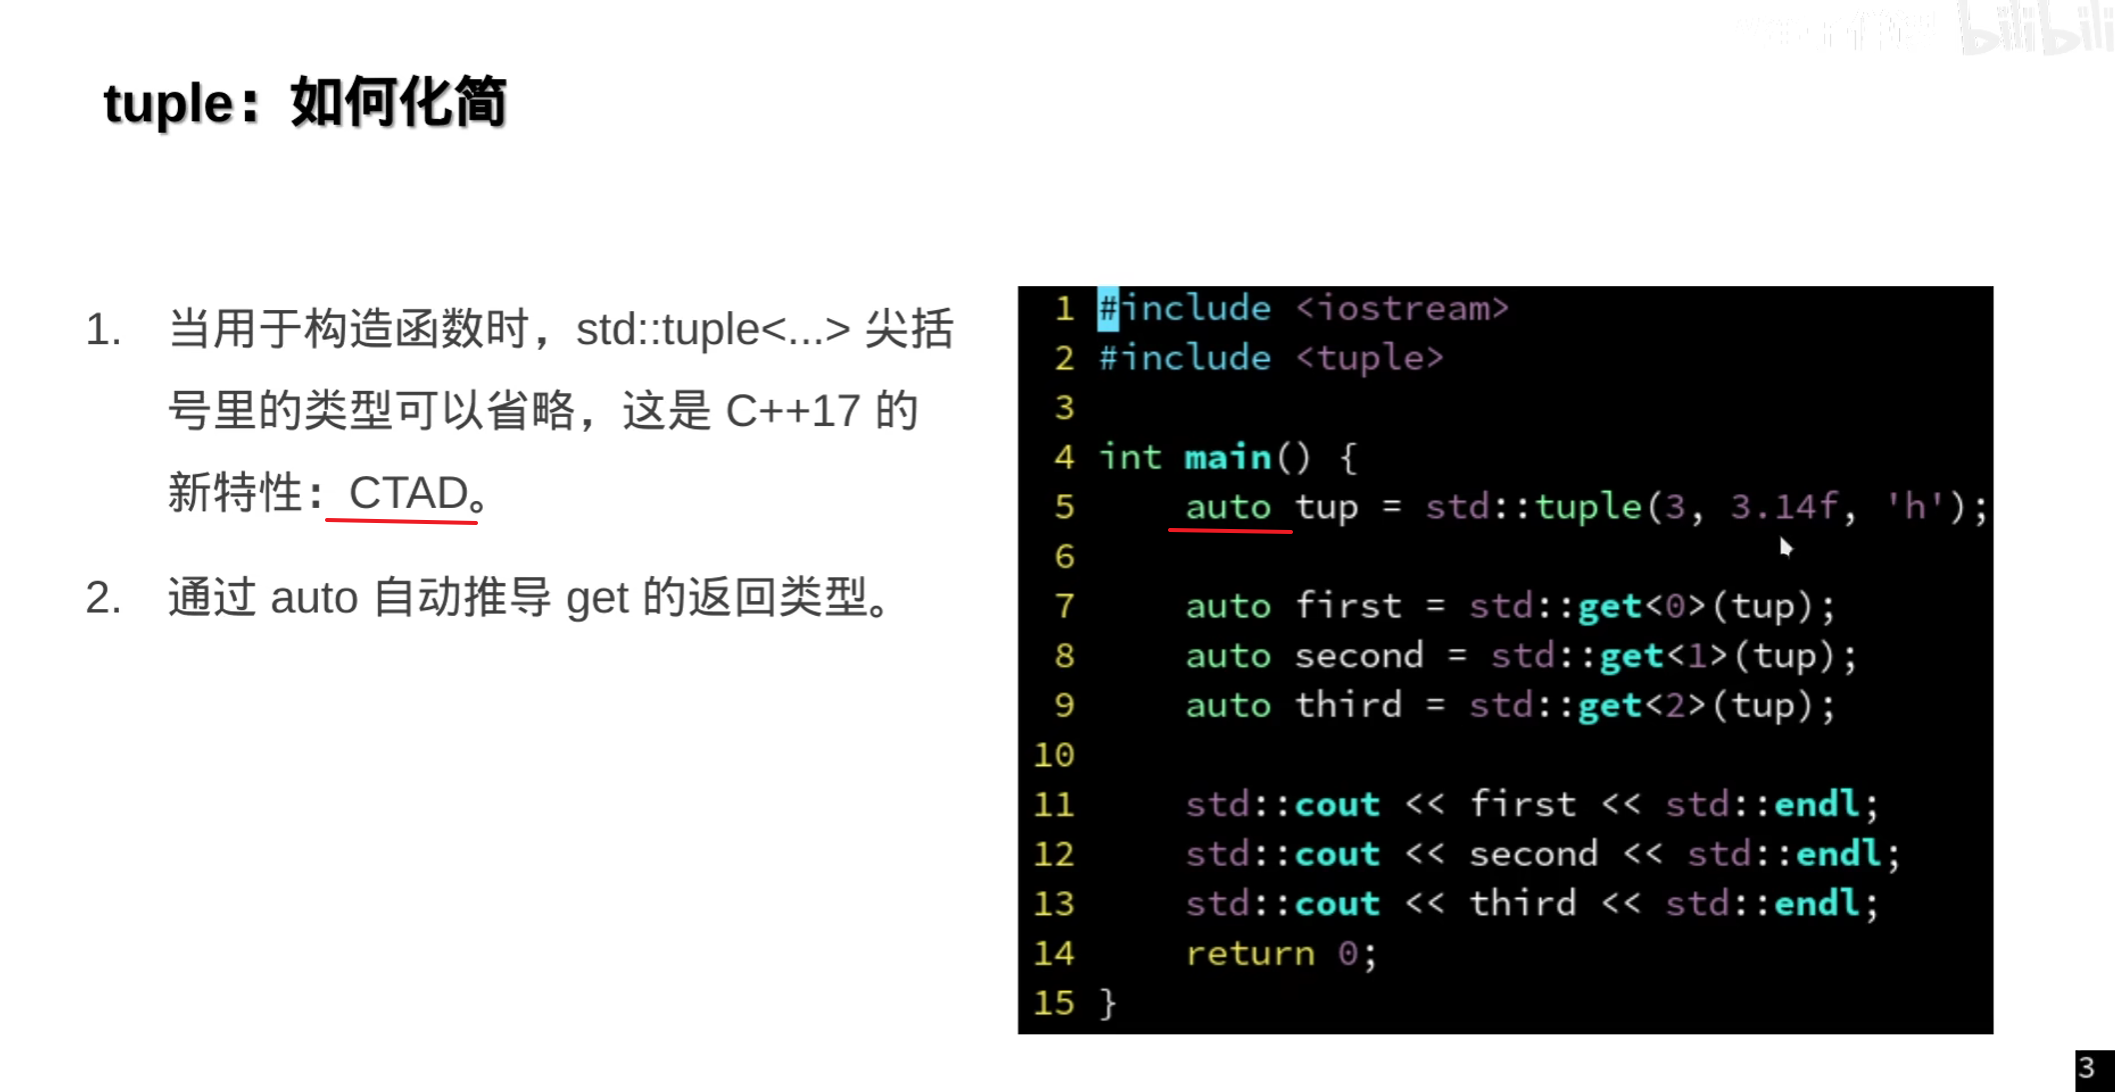 bilibili
tuple：如何化简
1. 当用于构造函数时，std::tuple<...> 尖括
号里的类型可以省略，这是 C++17 的
新特性：CTAD。
2. 通过 auto 自动推导 get 的返回类型。
1 #include <iostream>
2 #include <tuple>
3
4 int main() {
5     auto tup = std::tuple(3, 3.14f, 'h');
6
7     auto first = std::get<0>(tup);
8     auto second = std::get<1>(tup);
9     auto third = std::get<2>(tup);
10
11     std::cout << first << std::endl;
12     std::cout << second << std::endl;
13     std::cout << third << std::endl;
14     return 0;
15 }
3